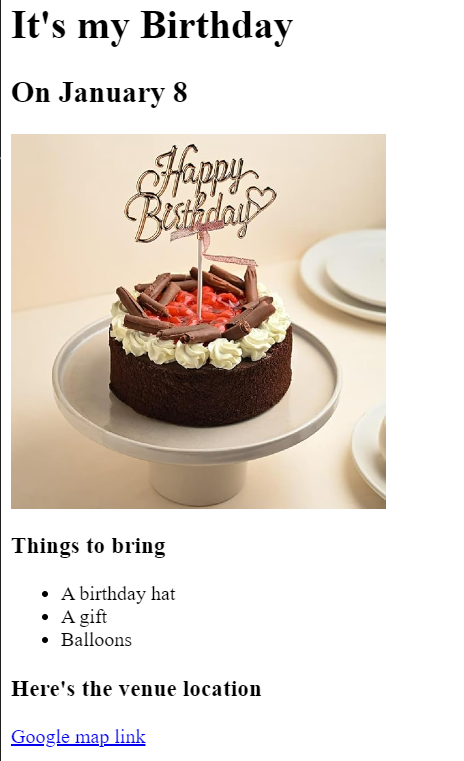 It's my Birthday
On January 8
Happy
Birthday
Things to bring
A birthday hat
A gift
Balloons
Here's the venue location
Google map link